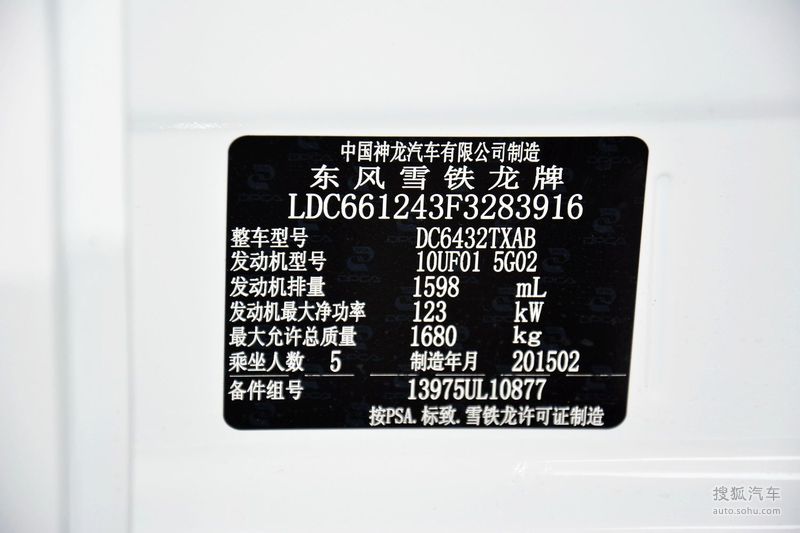 中国神龙汽车有限公司制造
东风雪铁龙牌
LDC661243F3283916
整车型号 DC6432TXAB
发动机型号 10UF01 5G02
发动机排量 1598 mL
发动机最大净功率 123 kW
最大允许总质量 1680 kg
乘坐人数 5 制造年月 201502
备件组号 13975UL10877
按PSA.标致.雪铁龙许可证制造
搜狐汽车
auto.sohu.com